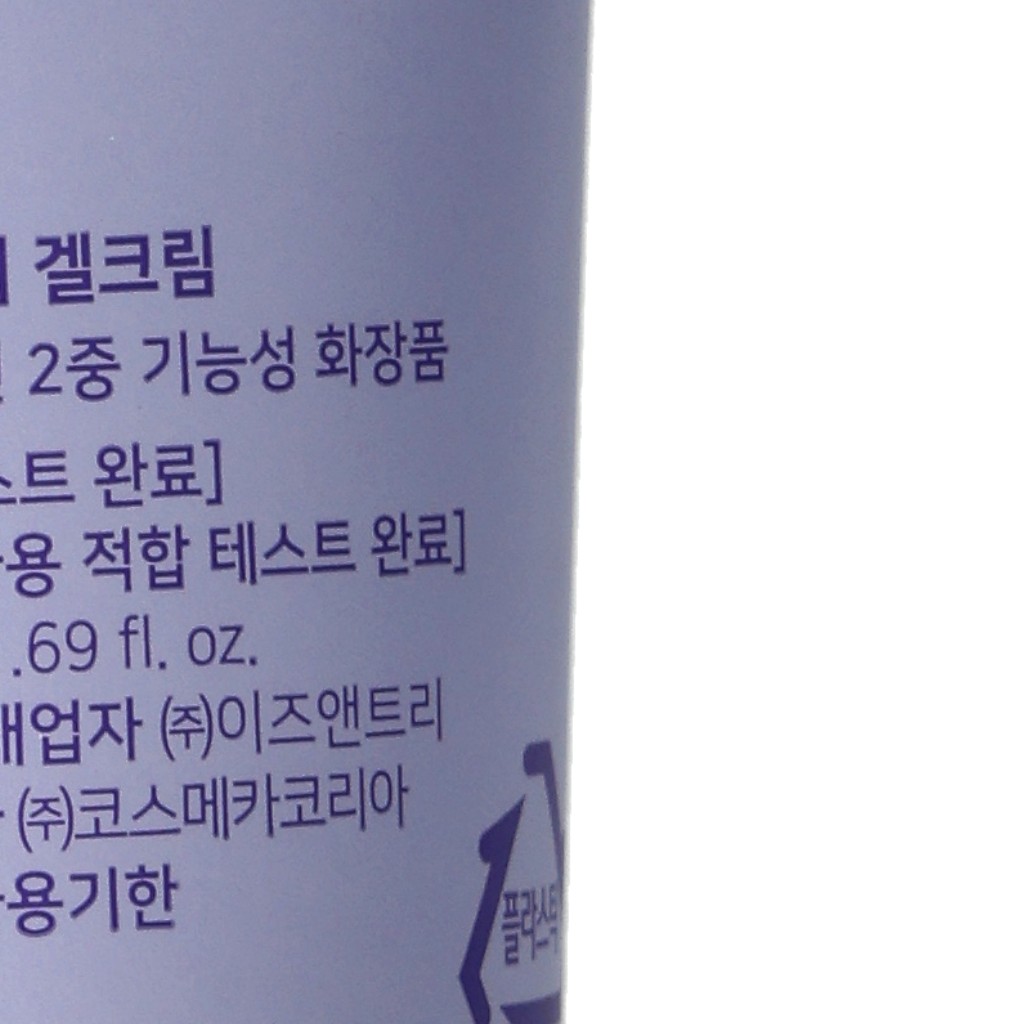 겔크림
2중 기능성 화장품
스트 완료]
용 적합 테스트 완료]
.69 fl. oz.
매업자 ㈜이즈앤트리
㈜코스메카코리아
용기한
플라스틱